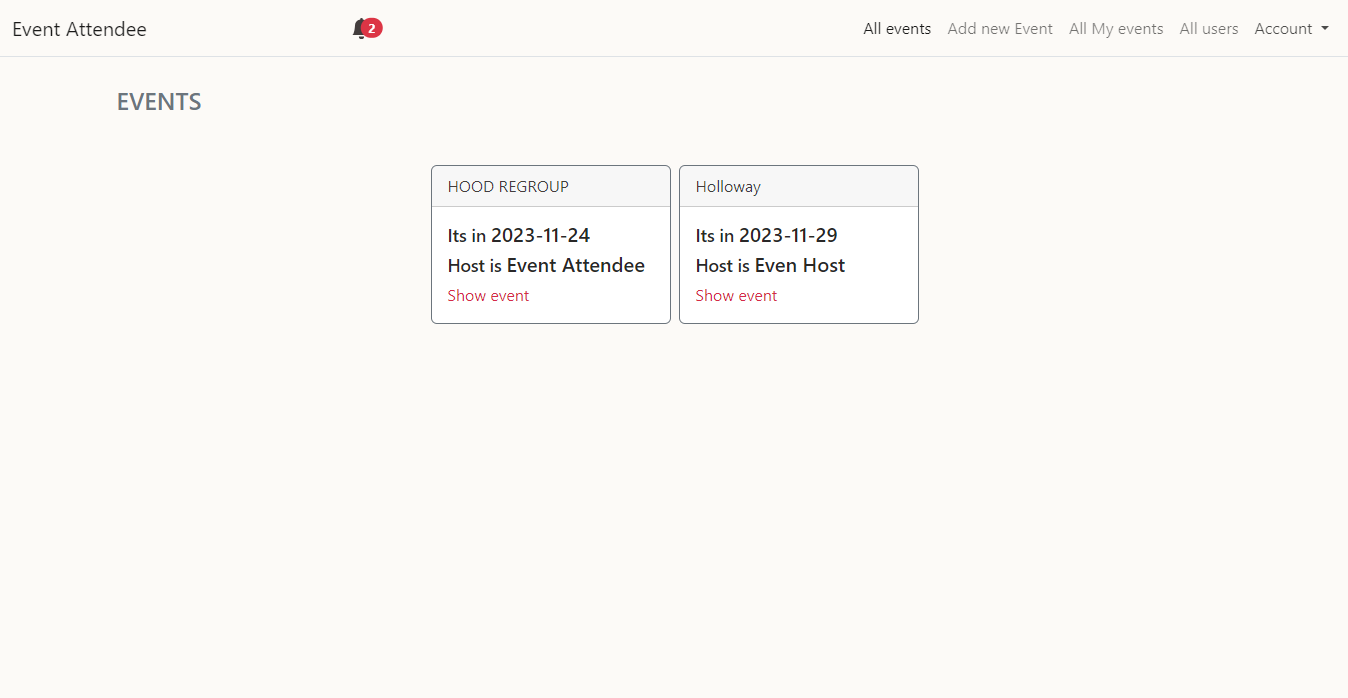 Event Attendee
2
All events
Add new Event
All My events
All users
Account
EVENTS
HOOD REGROUP
Its in 2023-11-24
Host is Event Attendee
Show event
Holloway
Its in 2023-11-29
Host is Even Host
Show event